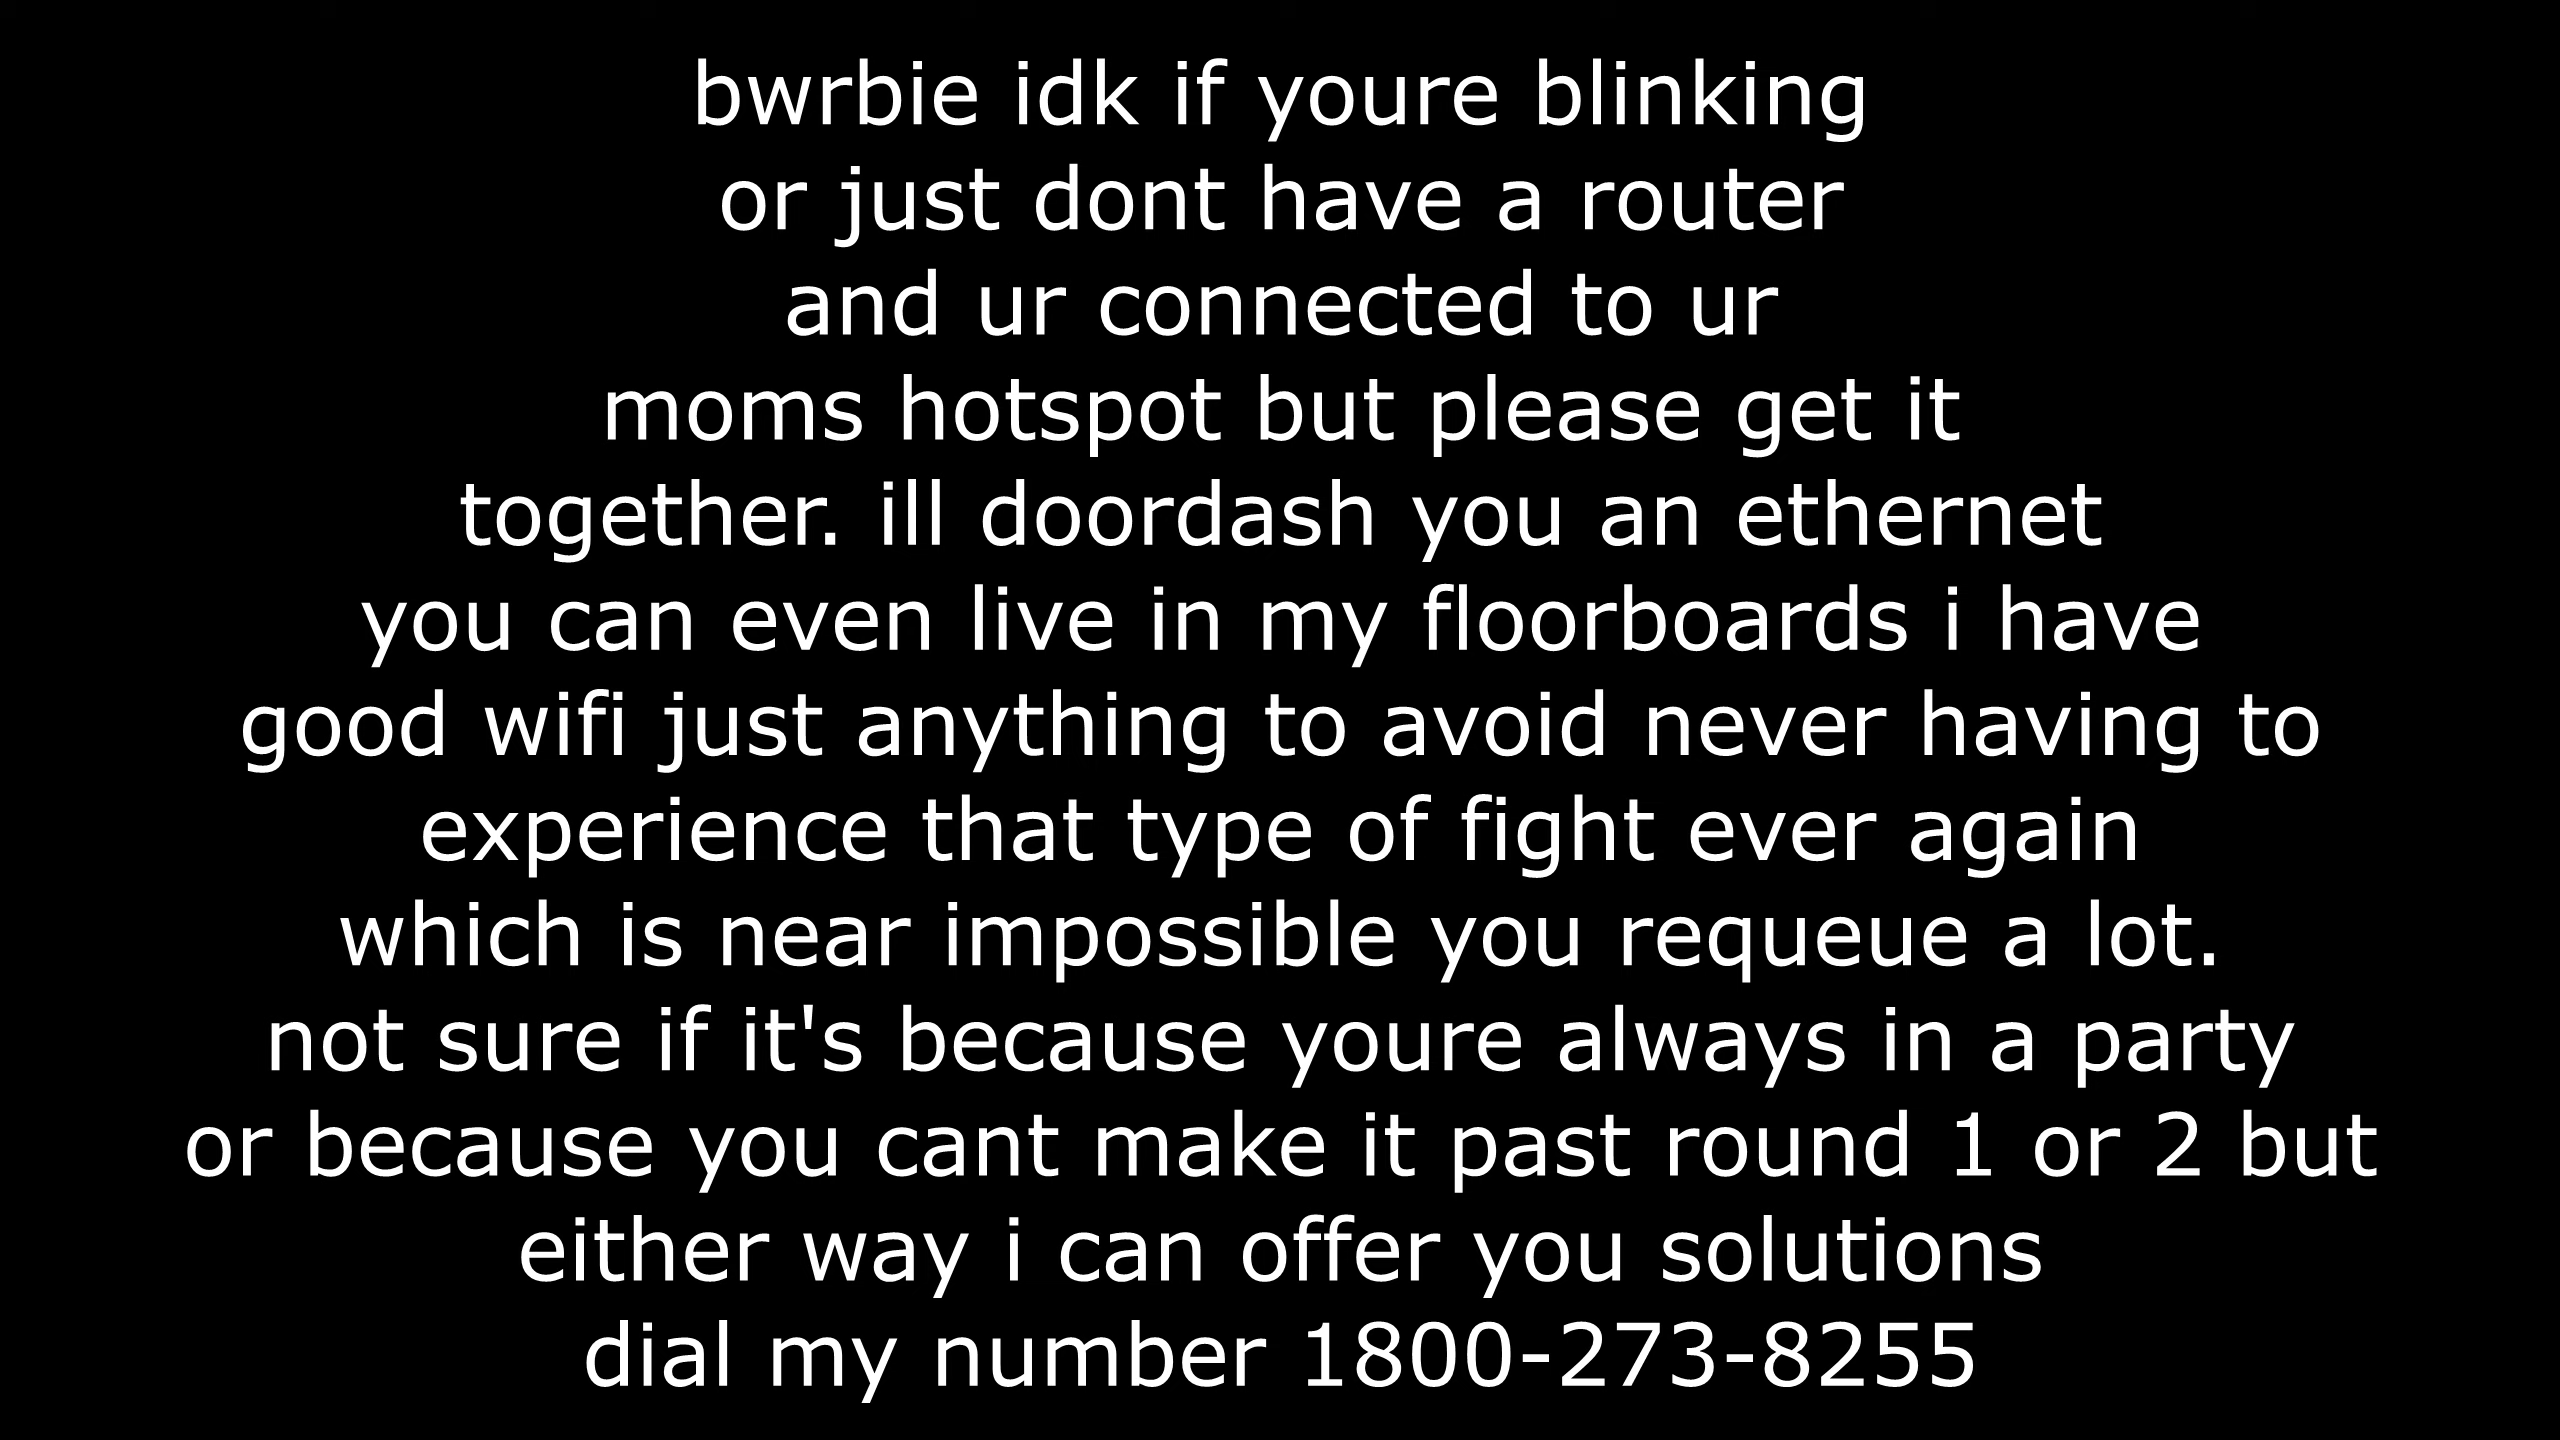 bwrbie idk if youre blinking
or just dont have a router
and ur connected to ur
moms hotspot but please get it
together. ill doordash you an ethernet
you can even live in my floorboards i have
good wifi just anything to avoid never having to
experience that type of fight ever again
which is near impossible you requeue a lot.
not sure if it's because youre always in a party
or because you cant make it past round 1 or 2 but
either way i can offer you solutions
dial my number 1800-273-8255